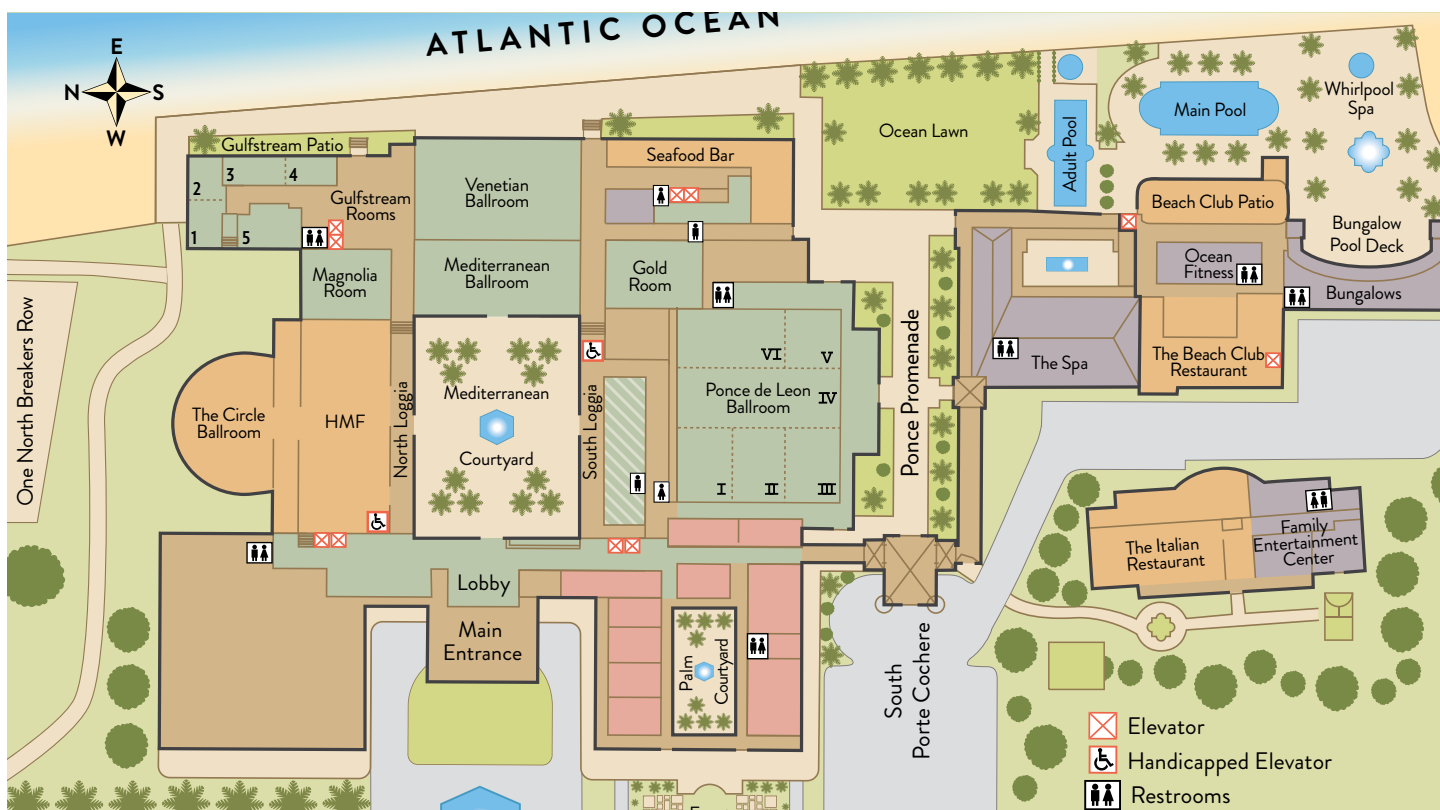 ATLANTIC OCEAN
E
N
S
W
Gulfstream Patio
3
4
2
1
5
Gulfstream
Rooms
Venetian
Ballroom
Seafood Bar
Ocean Lawn
Adult Pool
Main Pool
Whirlpool
Spa
Beach Club Patio
Bungalow
Pool Deck
Ocean
Fitness
Bungalows
Magnolia
Room
Mediterranean
Ballroom
Gold
Room
The Spa
The Beach Club
Restaurant
One North Breakers Row
The Circle
Ballroom
HMF
North Loggia
Mediterranean
Courtyard
South Loggia
Ponce de Leon
Ballroom
VI
V
IV
I
II
III
Ponce Promenade
The Italian
Restaurant
Family
Entertainment
Center
Lobby
Main
Entrance
Palm
Courtyard
South
Porte Cochere
Elevator
Handicapped Elevator
Restrooms